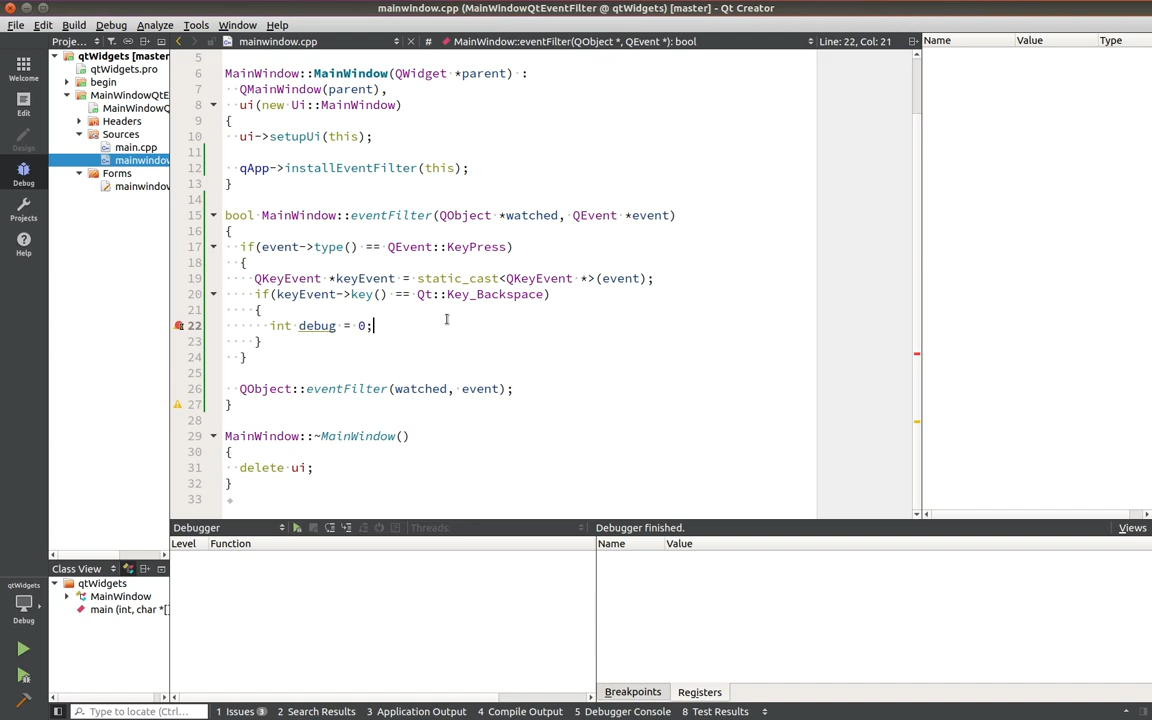 mainwindow.cpp (MainWindowQtEventFilter @ qtWidgets) [master] - Qt Creator
File Edit View Build Debug Analyze Tools Window Help
Proje...
mainwindow.cpp
#
MainWindow::eventFilter(QObject *, QEvent *): bool
Line: 22, Col: 21
Name Value Type
Welcome
Edit
Design
Debug
Projects
Help
qtWidgets [master
qtWidgets.pro
begin
MainWindowQtE
MainWindowQ
Headers
Sources
main.cpp
mainwindow
Forms
mainwindow
5
6 MainWindow::MainWindow(QWidget *parent) :
7 QMainWindow(parent),
8 ui(new Ui::MainWindow)
9 {
10 ui->setupUi(this);
11
12 qApp->installEventFilter(this);
13 }
14
15 bool MainWindow::eventFilter(QObject *watched, QEvent *event)
16 {
17 if(event->type() == QEvent::KeyPress)
18 {
19 QKeyEvent *keyEvent = static_cast<QKeyEvent *>(event);
20 if(keyEvent->key() == Qt::Key_Backspace)
21 {
22 int debug = 0;
23 }
24 }
25
26 QObject::eventFilter(watched, event);
27 }
28
29 MainWindow::~MainWindow()
30 {
31 delete ui;
32 }
33
Debugger
Threads:
Debugger finished.
Views
Level Function
Name Value
Class View
qtWidgets
MainWindow
main (int, char *[]
qtWidgets
Debug
Breakpoints Registers
Type to locate (Ctrl...
1 Issues 3
2 Search Results
3 Application Output
4 Compile Output
5 Debugger Console
8 Test Results